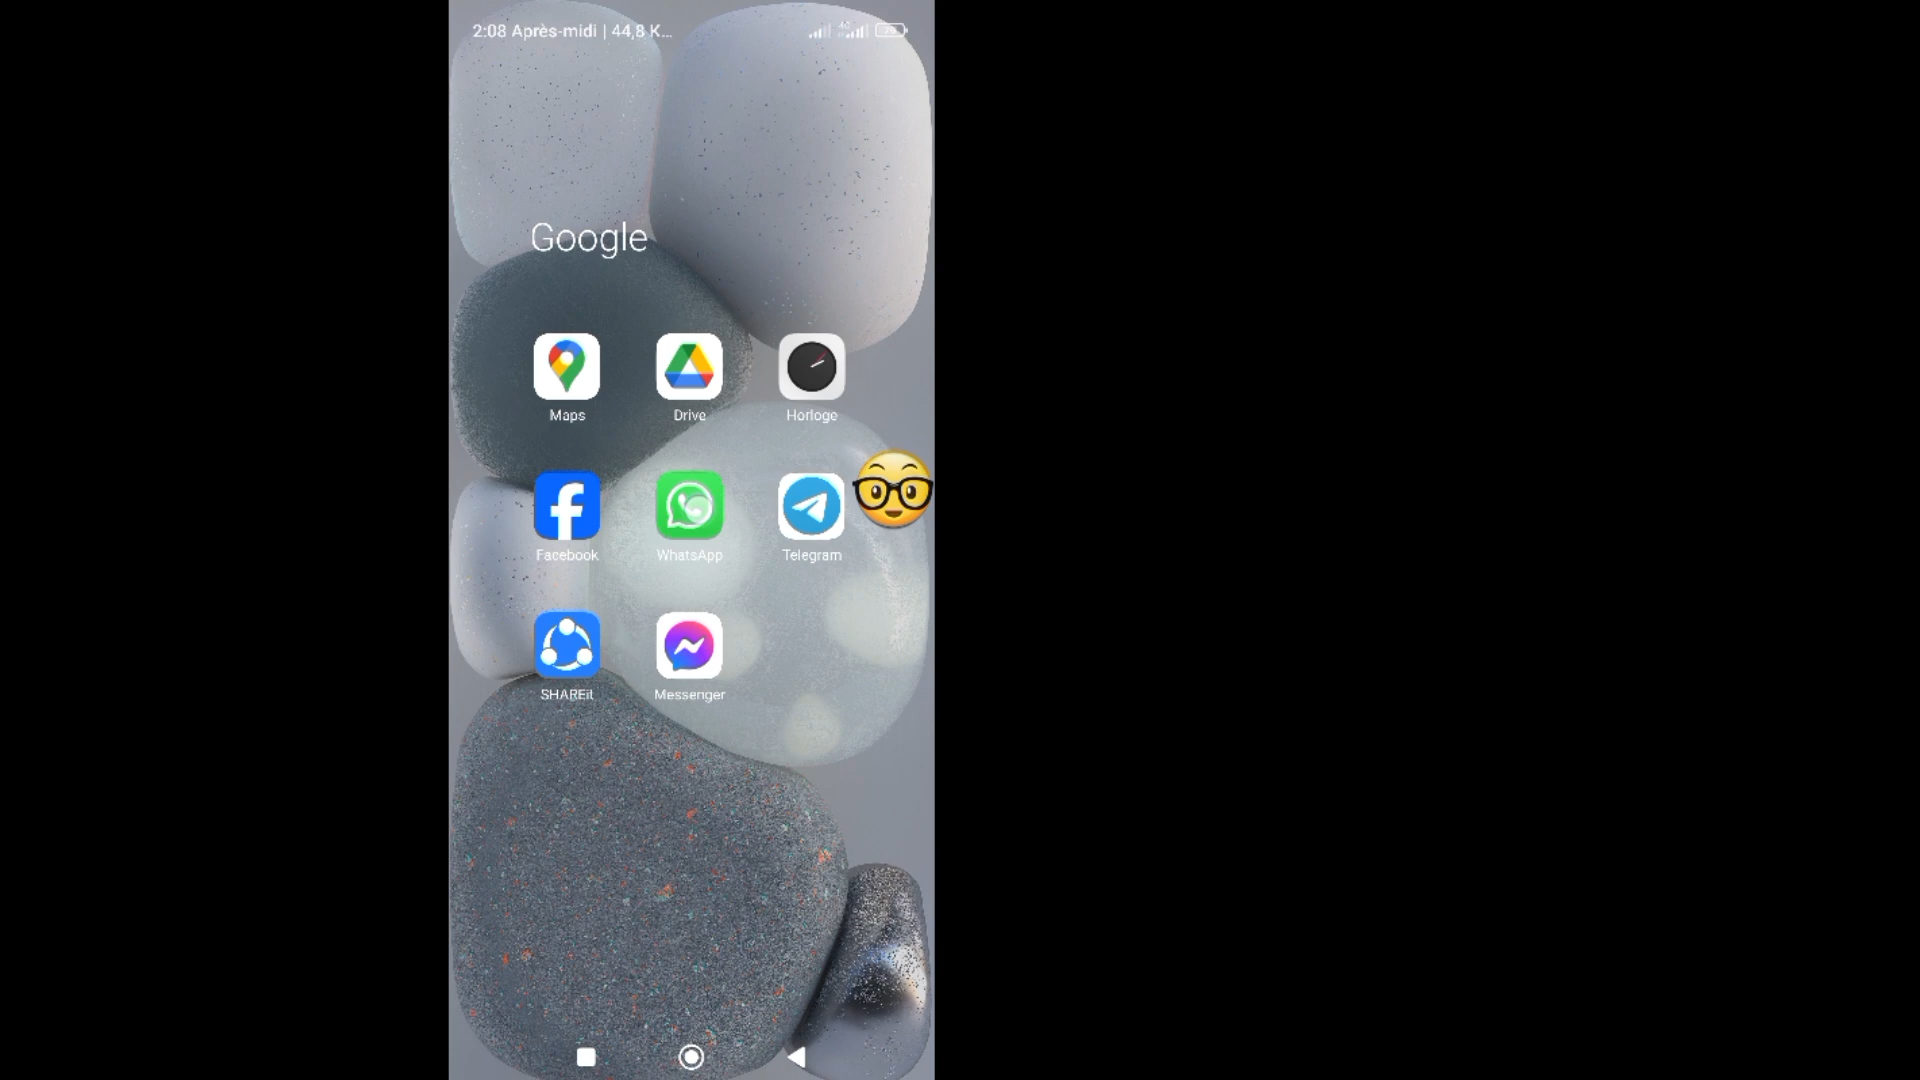 2:08 Après-midi | 44,8 K...
Google
Maps Drive Horloge
Facebook WhatsApp Telegram
SHAREit Messenger